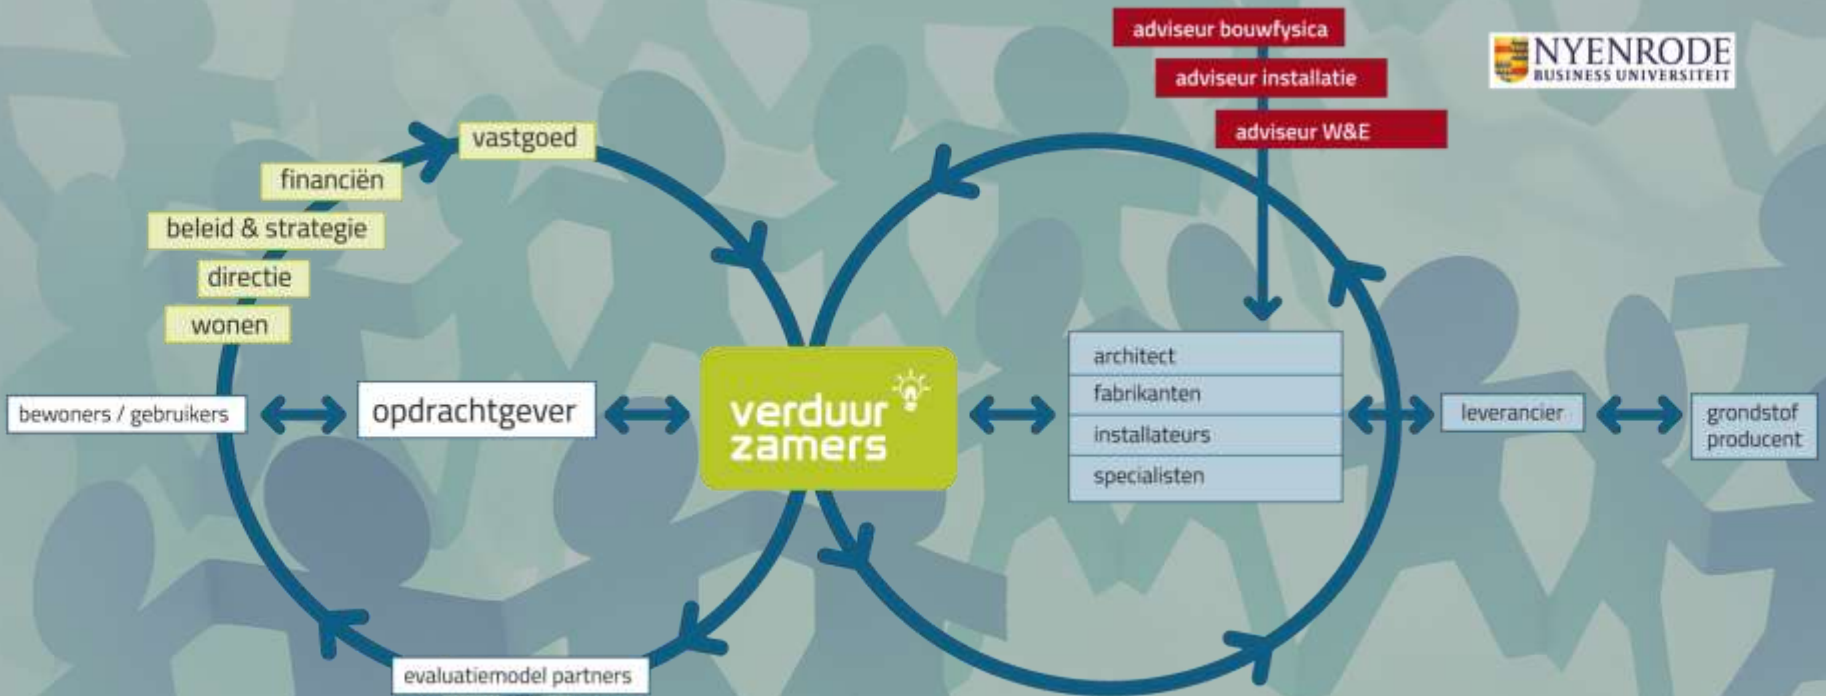 adviseur bouwfysica
adviseur installatie
adviseur W&E
NYENRODE
BUSINESS UNIVERSITEIT
vastgoed
financiën
beleid & strategie
directie
wonen
bewoners / gebruikers
opdrachtgever
verduur
zamers
architect
fabrikanten
installateurs
specialisten
leverancier
grondstof
producent
evaluatiemodel partners